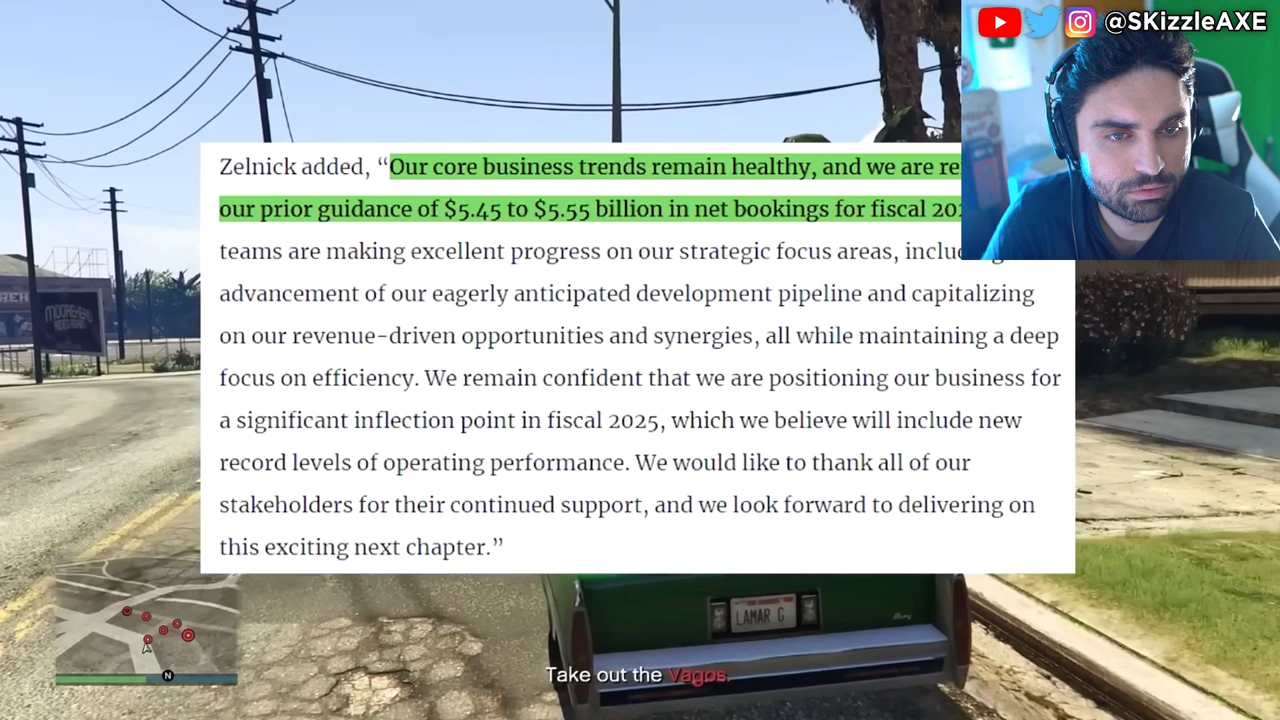 @SKizzleAXE
Zelnick added, “Our core business trends remain healthy, and we are
our prior guidance of $5.45 to $5.55 billion in net bookings for fiscal
teams are making excellent progress on our strategic focus areas,
advancement of our eagerly anticipated development pipeline and capitalizing
on our revenue-driven opportunities and synergies, all while maintaining a deep
focus on efficiency. We remain confident that we are positioning our business for
a significant inflection point in fiscal 2025, which we believe will include new
record levels of operating performance. We would like to thank all of our
stakeholders for their continued support, and we look forward to delivering on
this exciting next chapter.”
LAMAR G
N
Take out the Vagos.